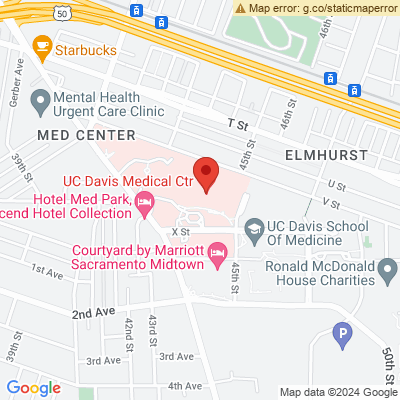 Map error: g.co/staticmaperror
50
Starbucks
Gerber Ave
45th St
46th St
Mental Health
Urgent Care Clinic
T St
MED CENTER
ELMHURST
39th St
45th St
UC Davis Medical Ctr
U St
V St
Hotel Med Park,
cend Hotel Collection
X St
UC Davis School
Of Medicine
Courtyard by Marriott
Sacramento Midtown
1st Ave
45th St
Ronald McDonald
House Charities
2nd Ave
39th St
42nd St
43rd St
3rd Ave
3rd Ave
P
50th St
4th Ave
Google
Map data ©2024 Google